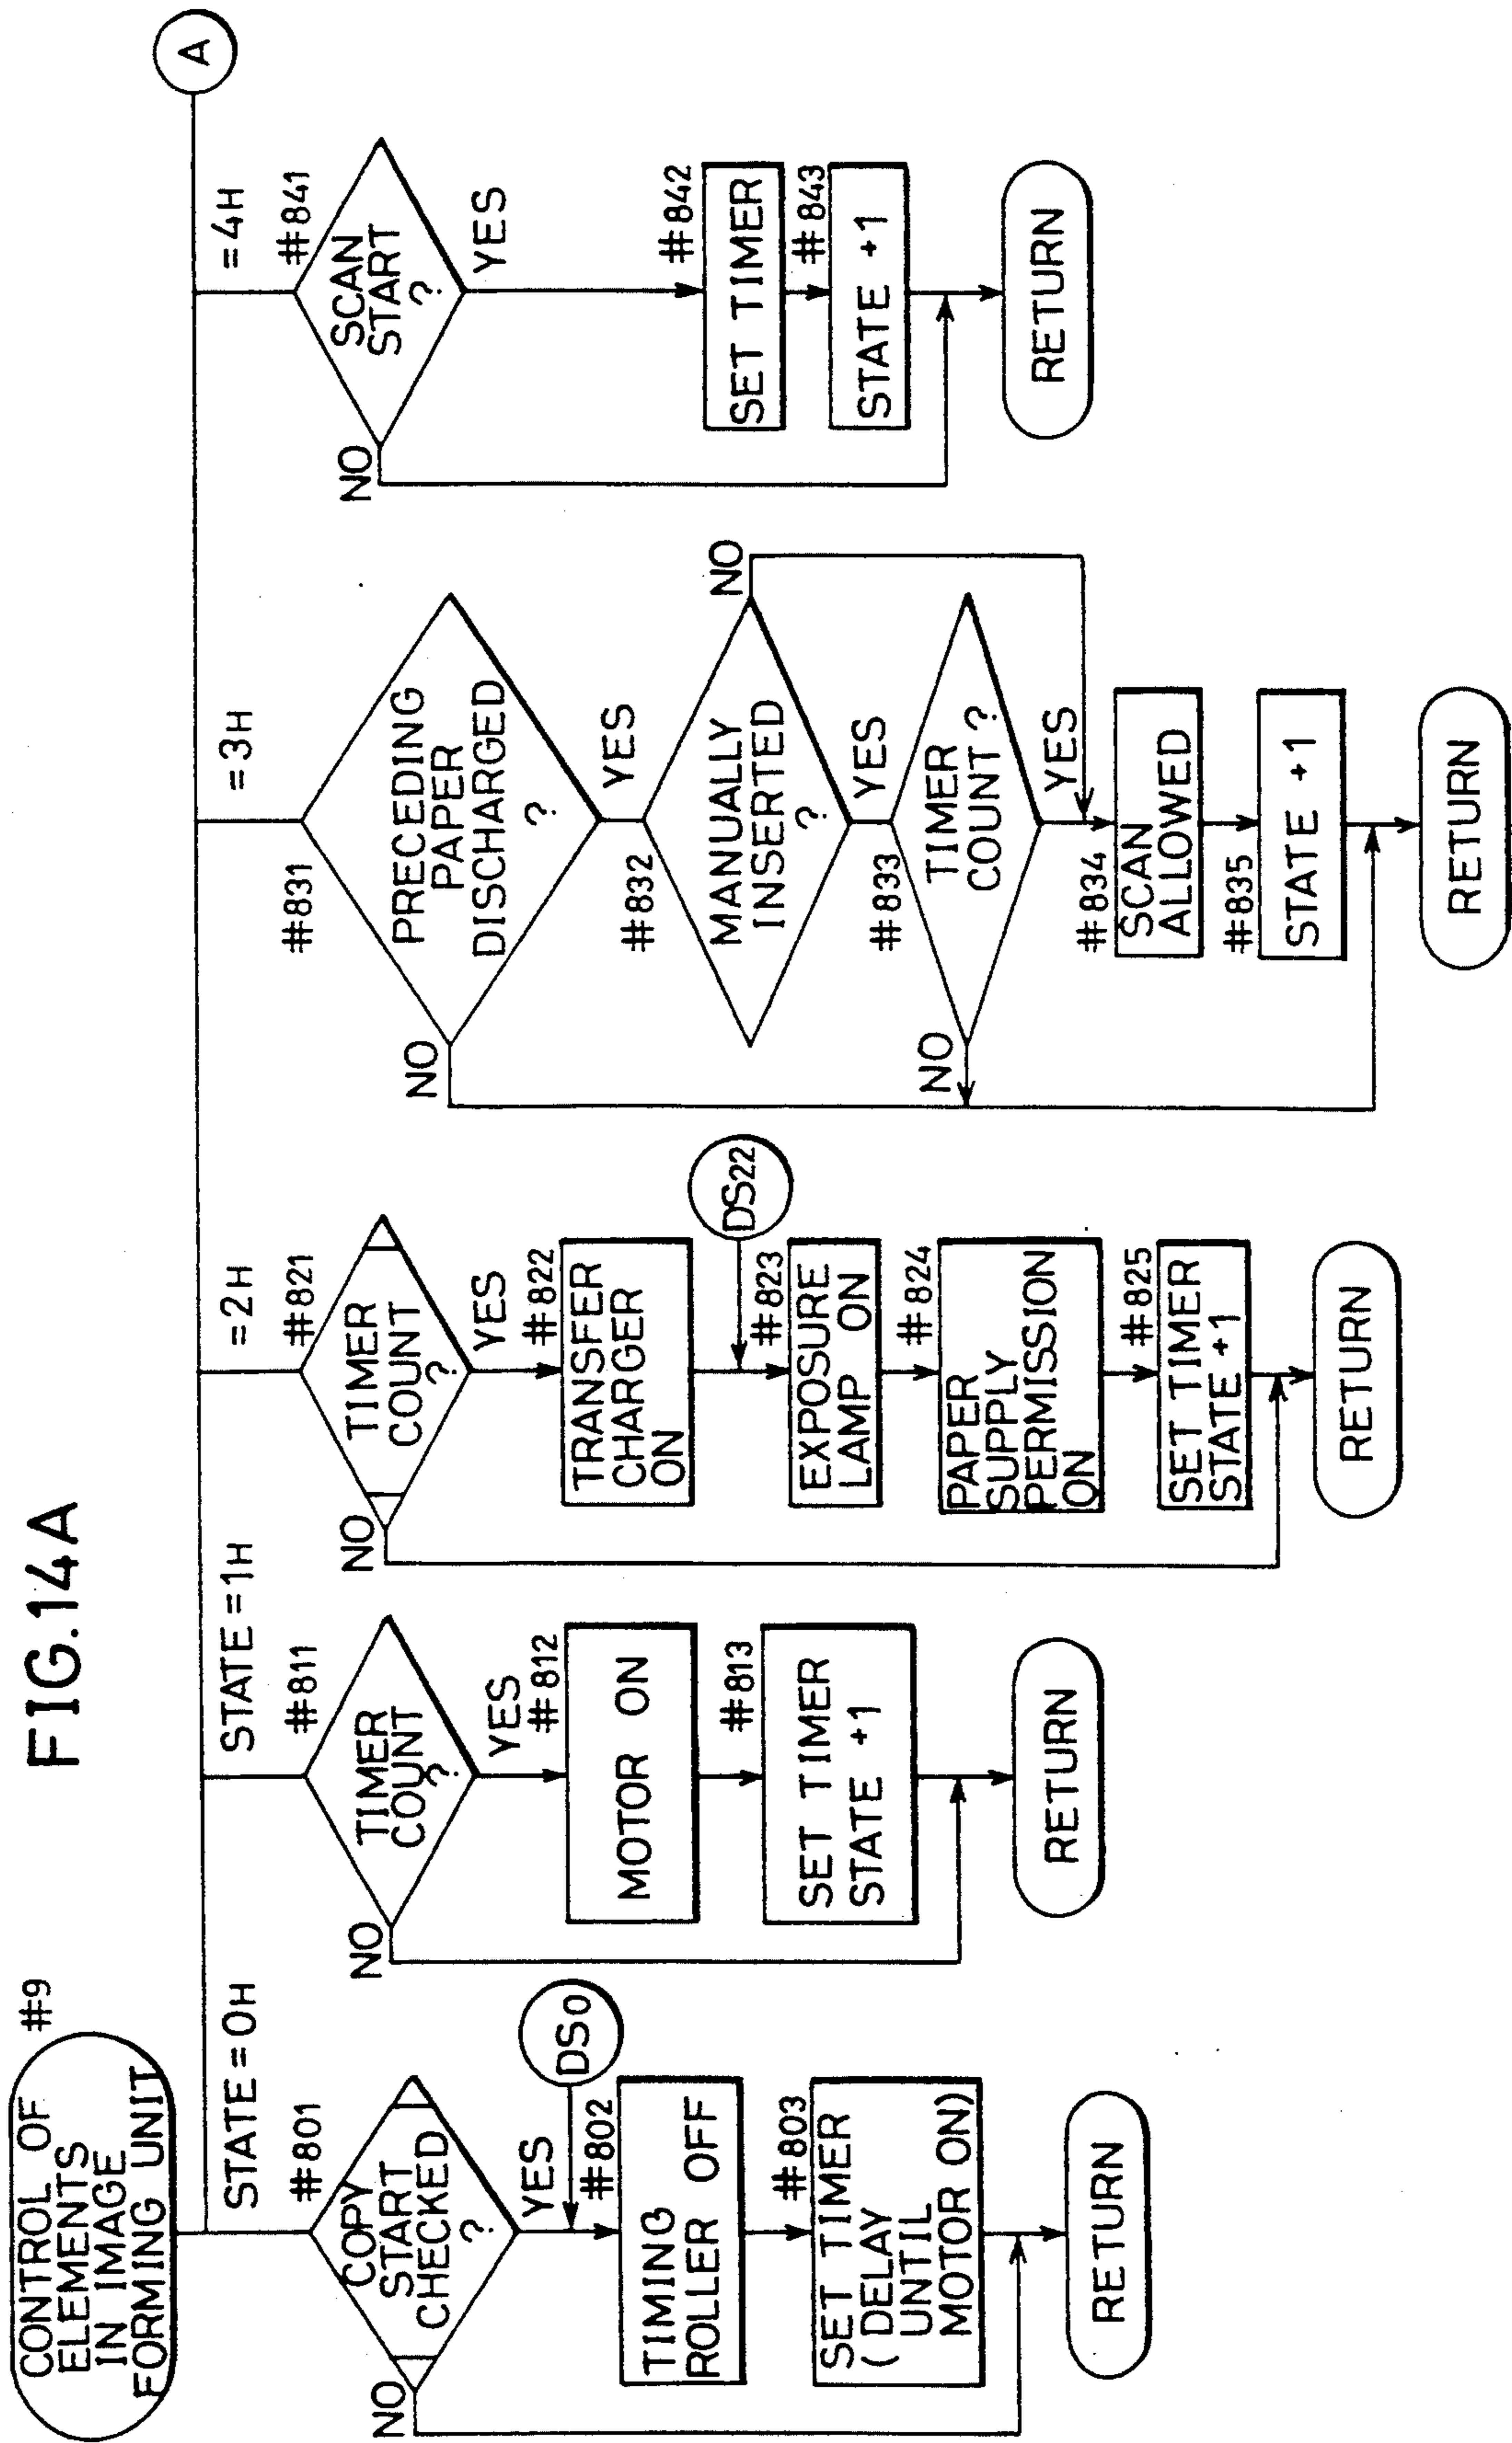 FIG.14A
CONTROL OF
ELEMENTS
IN IMAGE
FORMING UNIT
#9
A
STATE=0H
#801
COPY
START
CHECKED
?
NO
YES
DS0
#802
TIMING
ROLLER OFF
#803
SET TIMER
(DELAY
UNTIL
MOTOR ON)
RETURN
STATE=1H
#811
TIMER
COUNT
?
NO
YES
#812
MOTOR ON
#813
SET TIMER
STATE +1
RETURN
=2H
#821
TIMER
COUNT
?
NO
YES
#822
TRANSFER
CHARGER
ON
DS22
#823
EXPOSURE
LAMP ON
#824
PAPER
SUPPLY
PERMISSION
ON
#825
SET TIMER
STATE +1
RETURN
=3H
#831
PRECEDING
PAPER
DISCHARGED
?
NO
YES
#832
MANUALLY
INSERTED
?
NO
YES
#833
TIMER
COUNT ?
NO
YES
#834
SCAN
ALLOWED
#835
STATE +1
RETURN
=4H
#841
SCAN
START
?
NO
YES
#842
SET TIMER
#843
STATE +1
RETURN